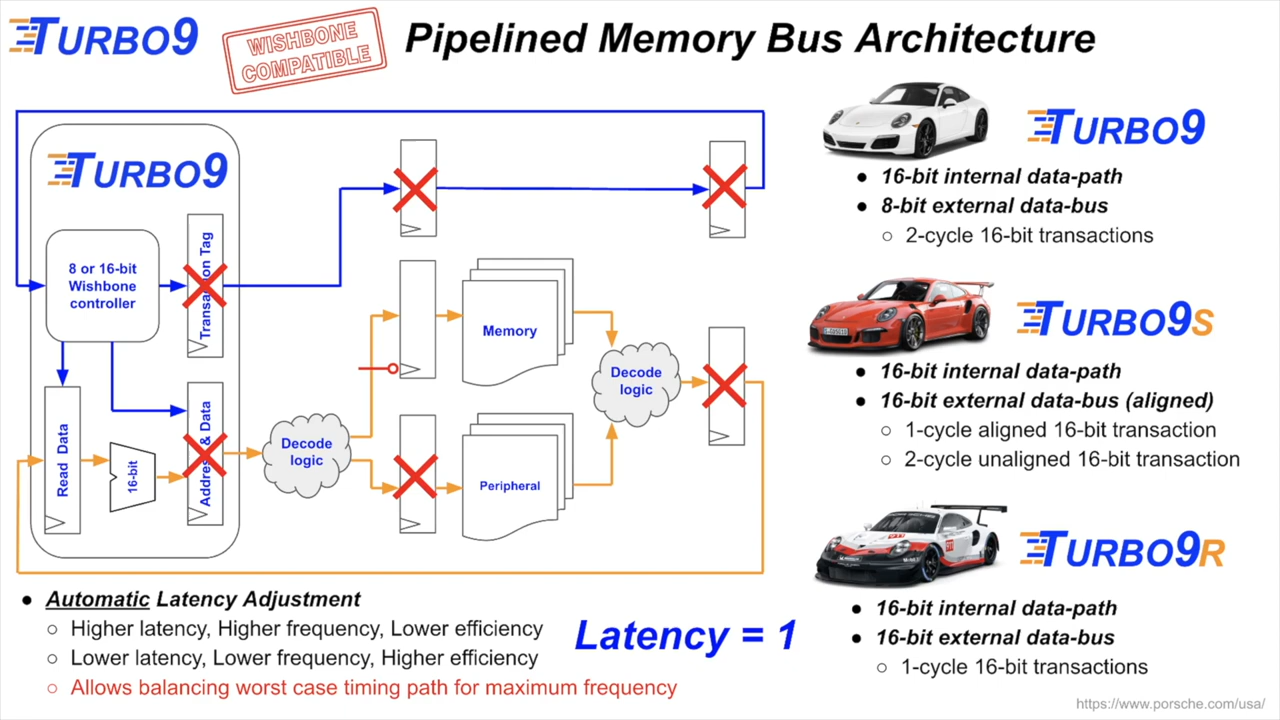 TURBO9
WISHBONE
COMPATIBLE
Pipelined Memory Bus Architecture
TURBO9
8 or 16-bit
Wishbone
controller
Transaction Tag
Read Data
16-bit
Address & Data
Decode
logic
Memory
Peripheral
Decode
logic
● Automatic Latency Adjustment
○ Higher latency, Higher frequency, Lower efficiency
○ Lower latency, Lower frequency, Higher efficiency
○ Allows balancing worst case timing path for maximum frequency
Latency = 1
TURBO9
● 16-bit internal data-path
● 8-bit external data-bus
○ 2-cycle 16-bit transactions
TURBO9S
● 16-bit internal data-path
● 16-bit external data-bus (aligned)
○ 1-cycle aligned 16-bit transaction
○ 2-cycle unaligned 16-bit transaction
TURBO9R
● 16-bit internal data-path
● 16-bit external data-bus
○ 1-cycle 16-bit transactions
https://www.porsche.com/usa/